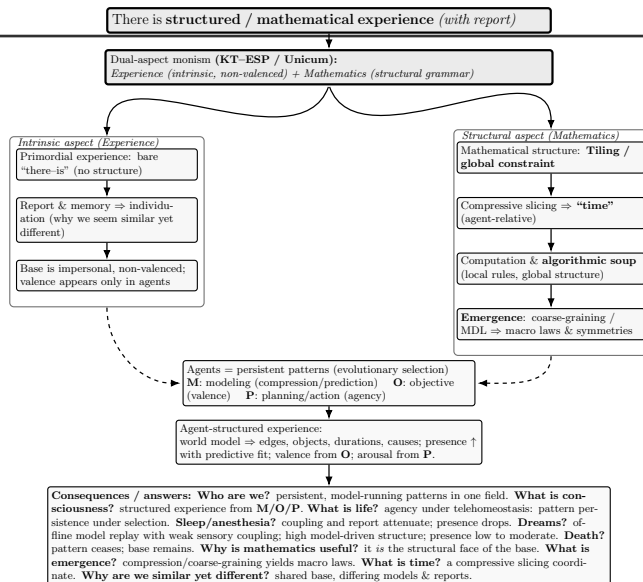 There is structured / mathematical experience (with report)
Dual-aspect monism (KT–ESP / Unicum):
Experience (intrinsic, non-valenced) + Mathematics (structural grammar)
Intrinsic aspect (Experience)
Primordial experience: bare
“there–is” (no structure)
Report & memory ⇒ individu-
ation (why we seem similar yet
different)
Base is impersonal, non-valenced;
valence appears only in agents
Structural aspect (Mathematics)
Mathematical structure: Tiling /
global constraint
Compressive slicing ⇒ “time”
(agent-relative)
Computation & algorithmic soup
(local rules, global structure)
Emergence: coarse-graining /
MDL ⇒ macro laws & symmetries
Agents = persistent patterns (evolutionary selection)
M: modeling (compression/prediction) O: objective
(valence) P: planning/action (agency)
Agent-structured experience:
world model ⇒ edges, objects, durations, causes; presence ↑
with predictive fit; valence from O; arousal from P.
Consequences / answers: Who are we? persistent, model-running patterns in one field. What is con-
sciousness? structured experience from M/O/P. What is life? agency under telehomeostasis: pattern per-
sistence under selection. Sleep/anesthesia? coupling and report attenuate; presence drops. Dreams? of-
fline model replay with weak sensory coupling; high model-driven structure; presence low to moderate. Death?
pattern ceases; base remains. Why is mathematics useful? it is the structural face of the base. What is
emergence? compression/coarse-graining yields macro laws. What is time? a compressive slicing coordi-
nate. Why are we similar yet different? shared base, differing models & reports.